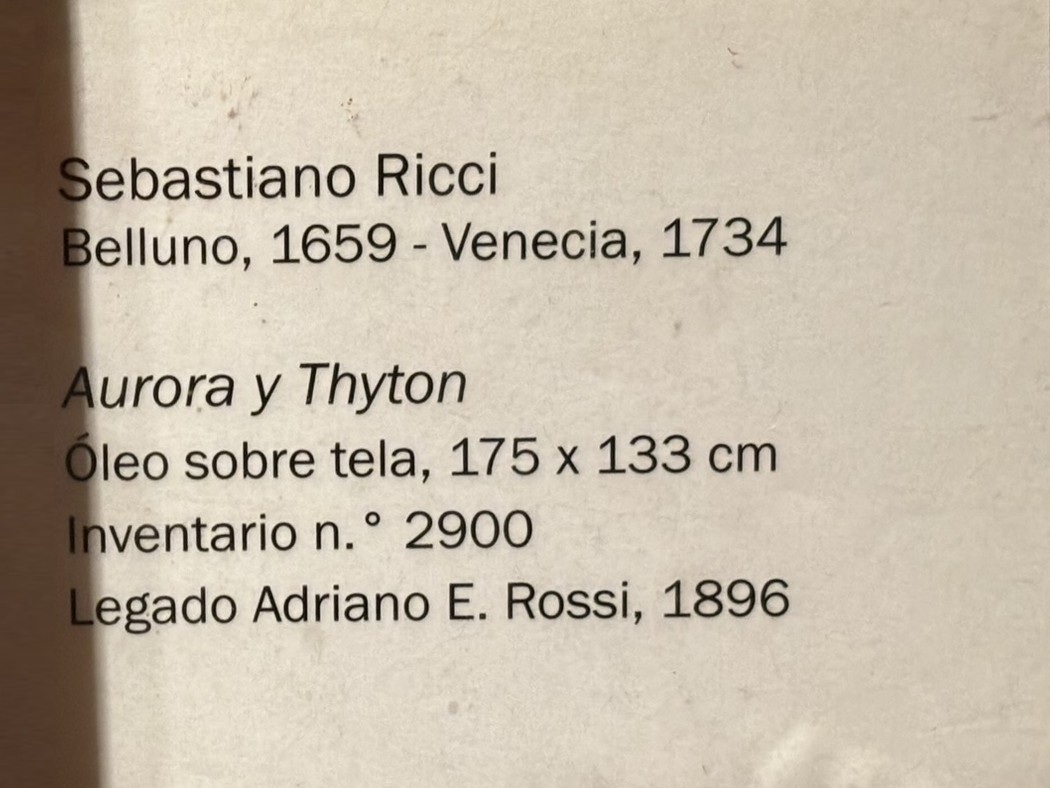 Sebastiano Ricci
Belluno, 1659 - Venecia, 1734
Aurora y Thyton
Óleo sobre tela, 175 x 133 cm
Inventario n.° 2900
Legado Adriano E. Rossi, 1896